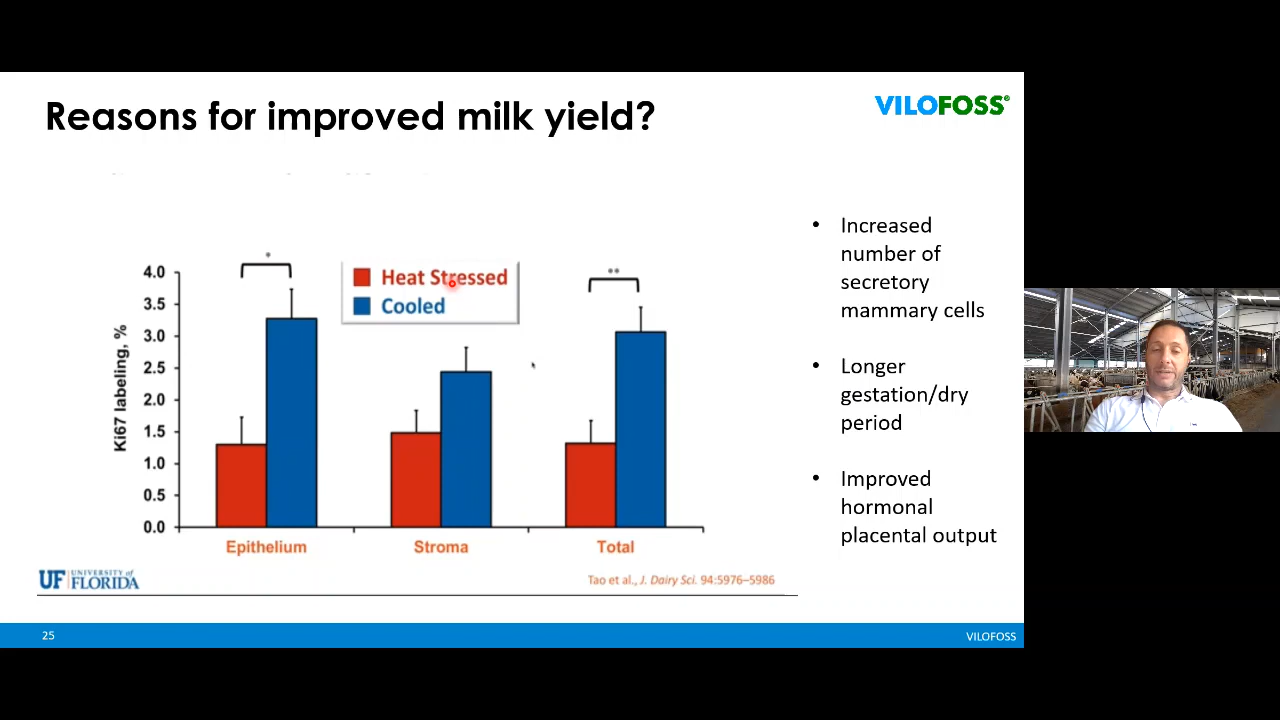 Reasons for improved milk yield?
VILOFOSS®
*
**
Heat Stressed
Cooled
4.0
3.5
3.0
2.5
2.0
1.5
1.0
0.5
0.0
Ki67 labeling, %
Epithelium
Stroma
Total
• Increased
number of
secretory
mammary cells
• Longer
gestation/dry
period
• Improved
hormonal
placental output
UF UNIVERSITY of
FLORIDA
Tao et al., J. Dairy Sci. 94:5976–5986
25
VILOFOSS